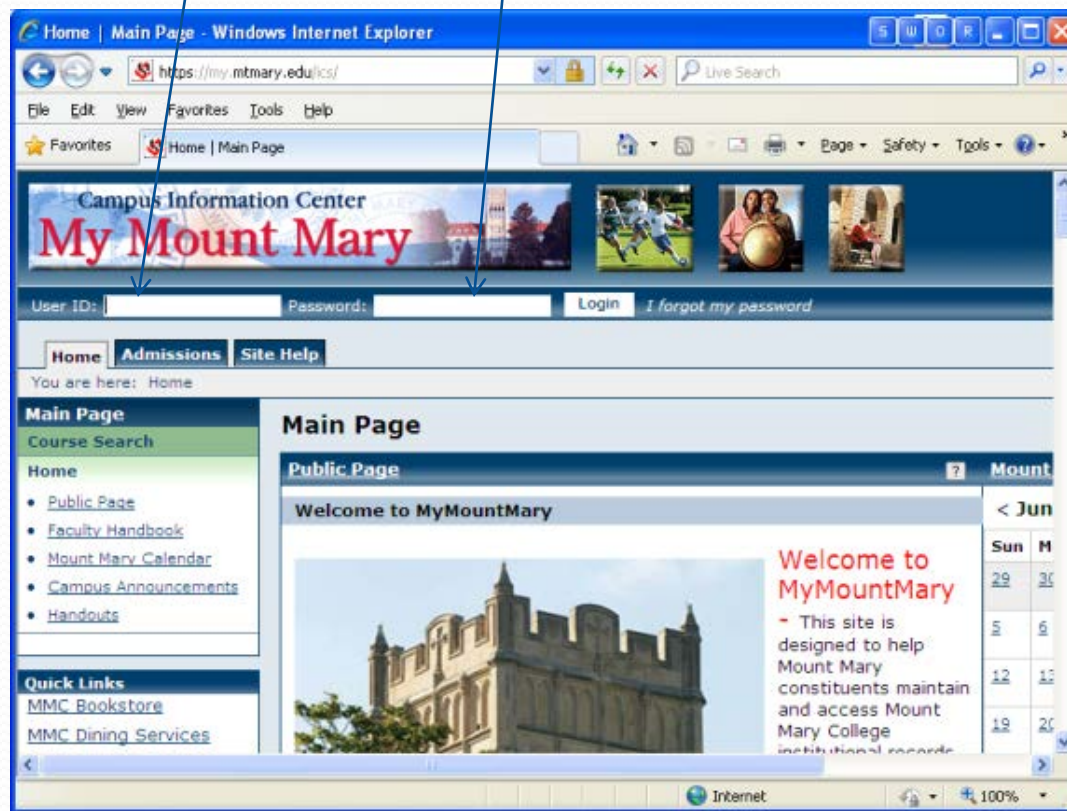 Home | Main Page - Windows Internet Explorer
S W O R
https://my.mtmary.edu/ics/
Live Search
File Edit View Favorites Tools Help
Favorites Home | Main Page Page Safety Tools
Campus Information Center
My Mount Mary
User ID: Password: Login I forgot my password
Home Admissions Site Help
You are here: Home
Main Page
Course Search
Home
• Public Page
• Faculty Handbook
• Mount Mary Calendar
• Campus Announcements
• Handouts
Quick Links
MMC Bookstore
MMC Dining Services
Main Page
Public Page ?
Welcome to MyMountMary
Welcome to
MyMountMary
- This site is
designed to help
Mount Mary
constituents maintain
and access Mount
Mary College
institutional records
Mount
< Jun
Sun M
29 30
5 6
12 13
19 20
Internet 100%